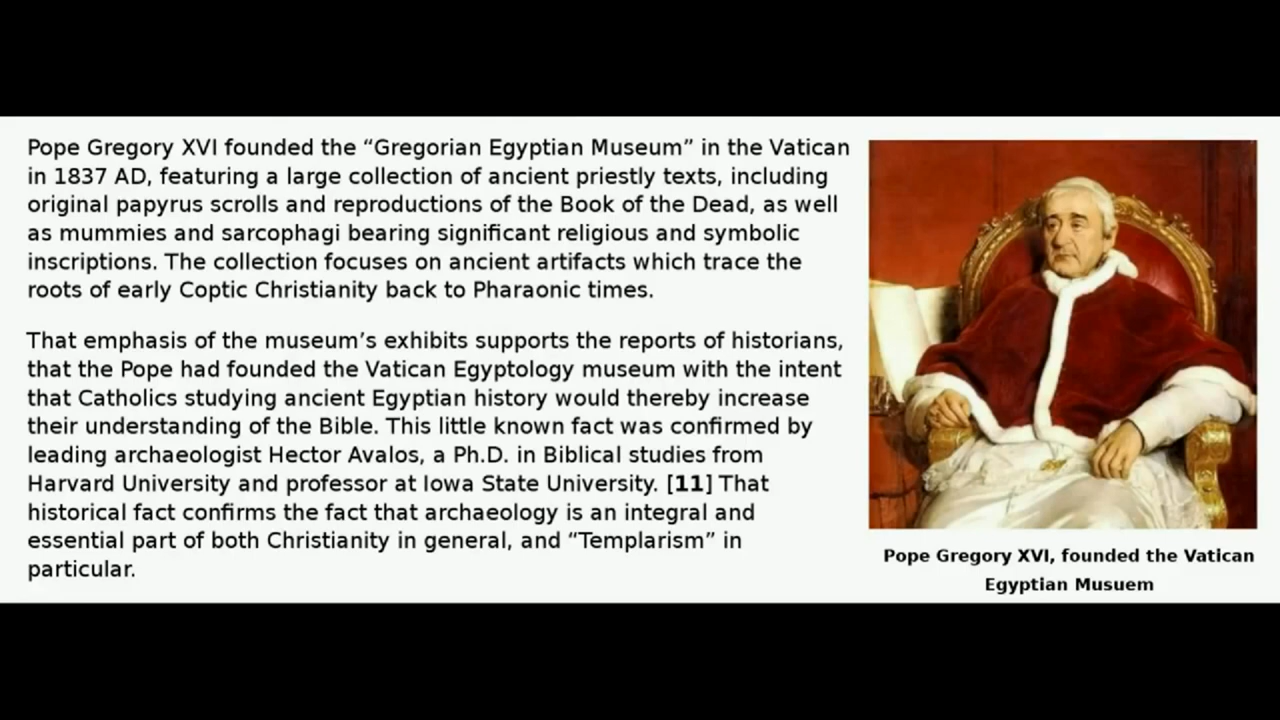 Pope Gregory XVI founded the “Gregorian Egyptian Museum” in the Vatican
in 1837 AD, featuring a large collection of ancient priestly texts, including
original papyrus scrolls and reproductions of the Book of the Dead, as well
as mummies and sarcophagi bearing significant religious and symbolic
inscriptions. The collection focuses on ancient artifacts which trace the
roots of early Coptic Christianity back to Pharaonic times.
That emphasis of the museum’s exhibits supports the reports of historians,
that the Pope had founded the Vatican Egyptology museum with the intent
that Catholics studying ancient Egyptian history would thereby increase
their understanding of the Bible. This little known fact was confirmed by
leading archaeologist Hector Avalos, a Ph.D. in Biblical studies from
Harvard University and professor at Iowa State University. [11] That
historical fact confirms the fact that archaeology is an integral and
essential part of both Christianity in general, and “Templarism” in
particular.
Pope Gregory XVI, founded the Vatican
Egyptian Musuem